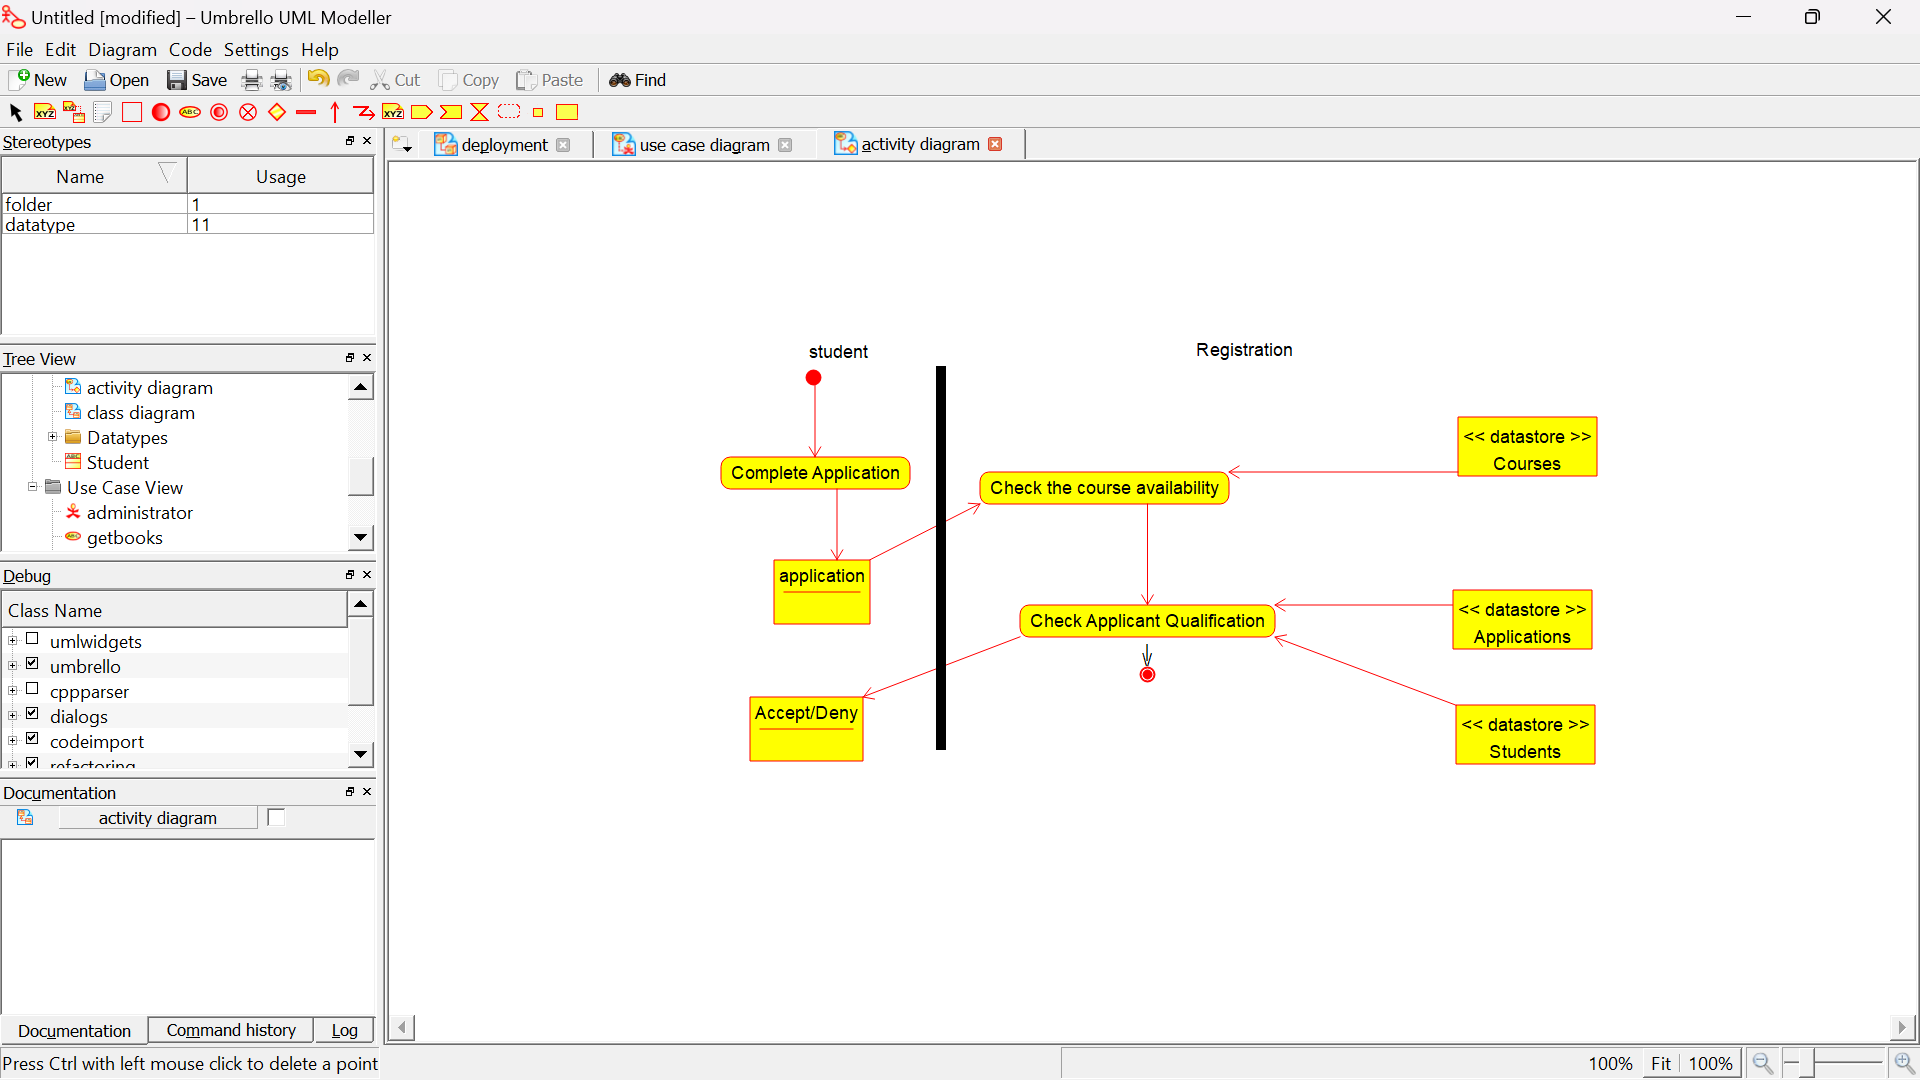 Untitled [modified] – Umbrello UML Modeller
File Edit Diagram Code Settings Help
New Open Save Cut Copy Paste Find
Stereotypes
Name Usage
folder 1
datatype 11
Tree View
activity diagram
class diagram
Datatypes
Student
Use Case View
administrator
getbooks
Debug
Class Name
umlwidgets
umbrello
cppparser
dialogs
codeimport
refactoring
Documentation
activity diagram
Documentation Command history Log
Press Ctrl with left mouse click to delete a point
deployment use case diagram activity diagram
student
Registration
Complete Application
application
Accept/Deny
Check the course availability
Check Applicant Qualification
<< datastore >>
Courses
<< datastore >>
Applications
<< datastore >>
Students
100% Fit 100%